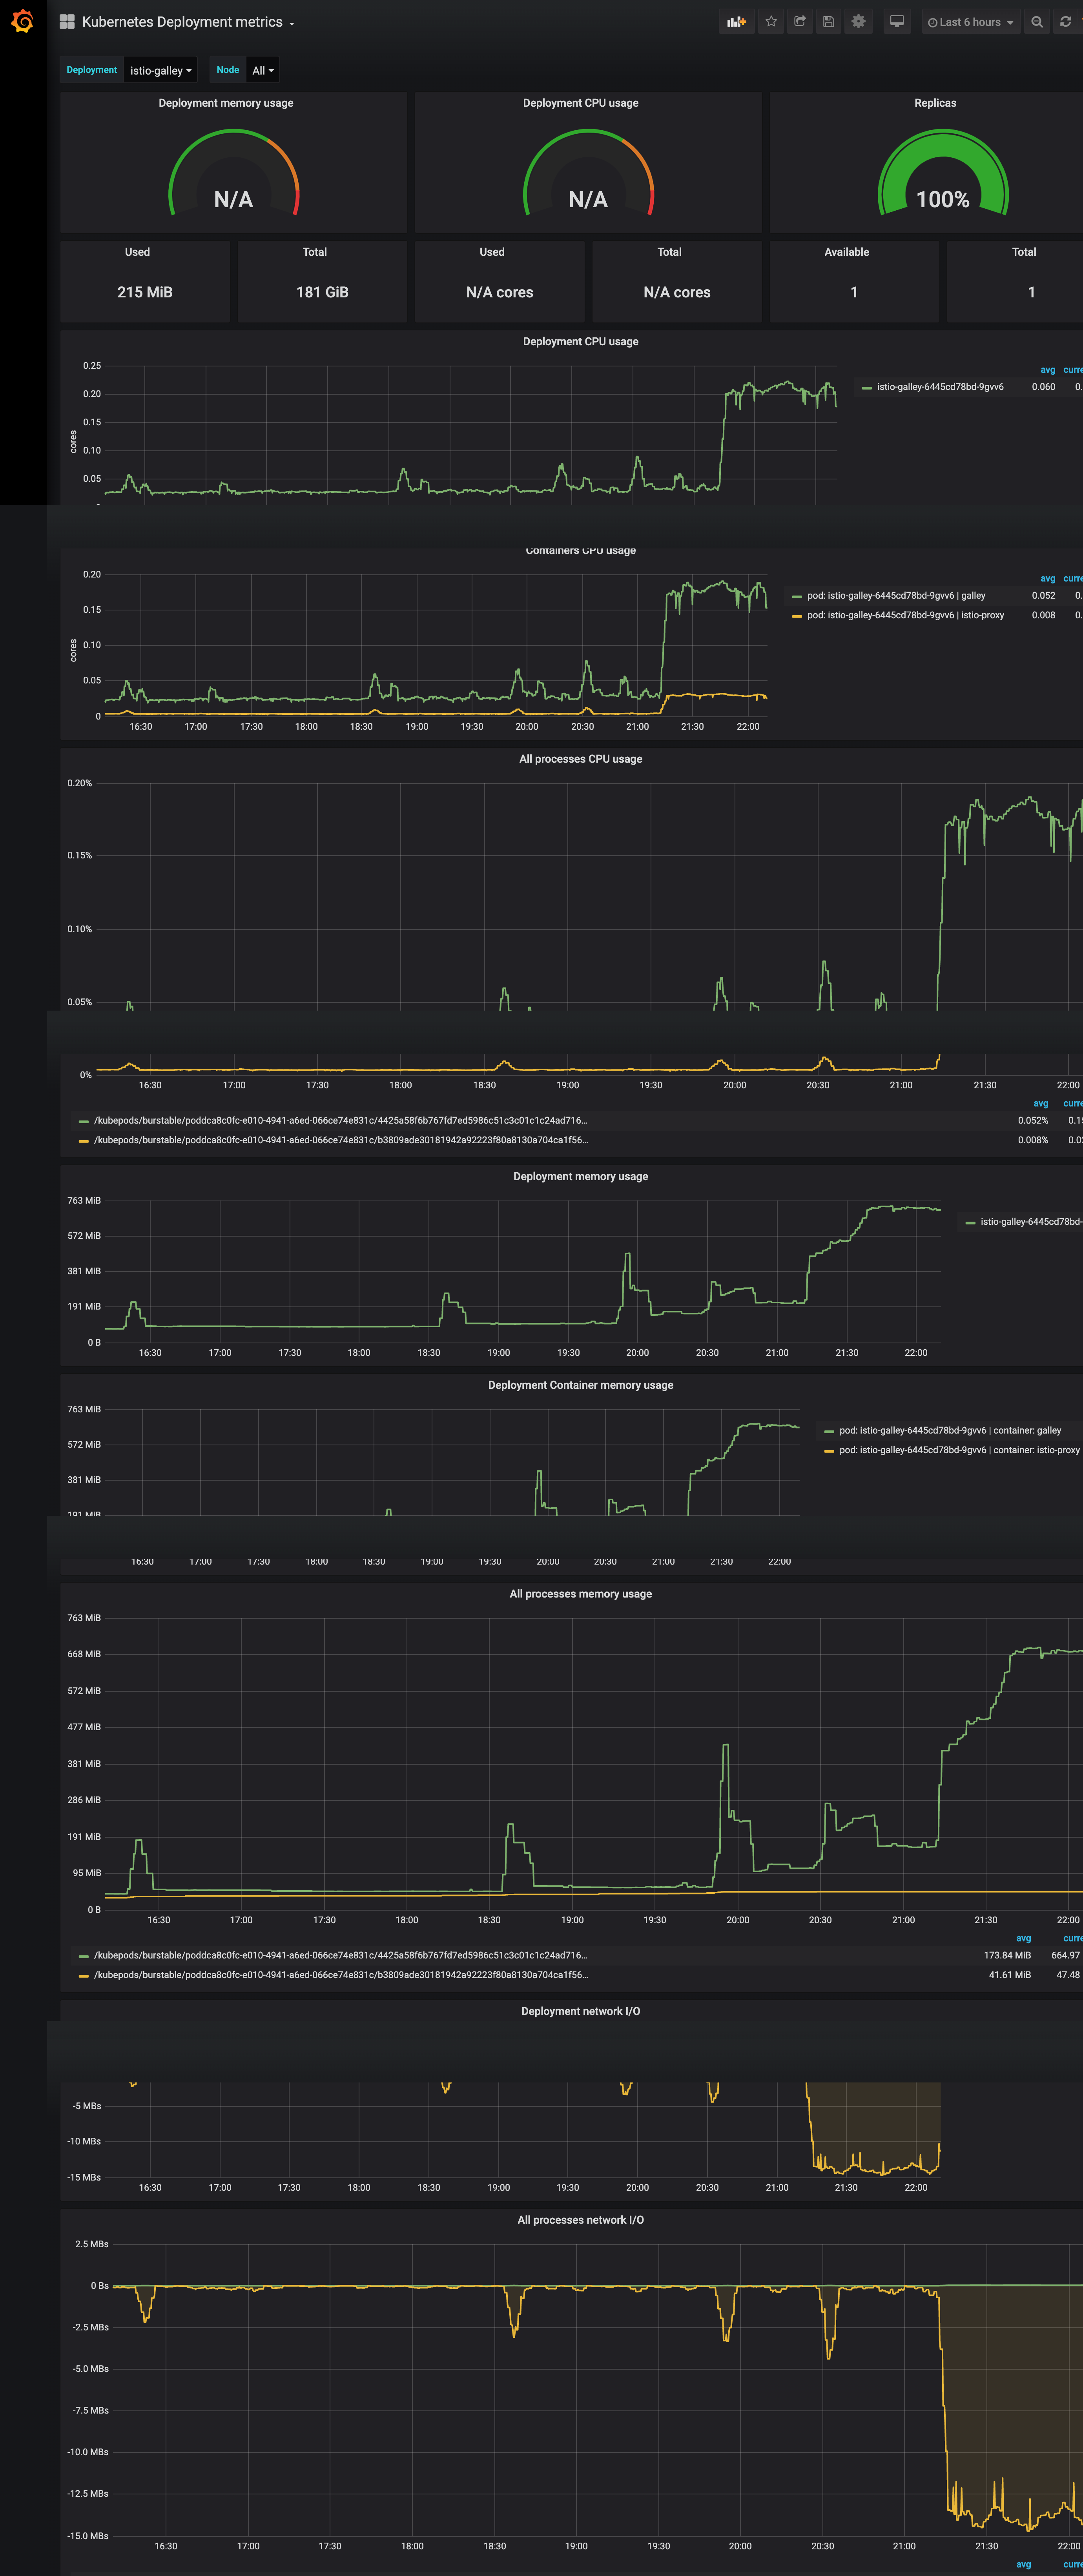 Kubernetes Deployment metrics
Last 6 hours
Deployment istio-galley Node All
Deployment memory usage Deployment CPU usage Replicas
N/A N/A 100%
Used Total Used Total Available Total
215 MiB 181 GiB N/A cores N/A cores 1 1
Deployment CPU usage
avg
istio-galley-6445cd78bd-9gvv6 0.060 0.
0.25
0.20
0.15
0.10
0.05
cores
Containers CPU usage
avg
pod: istio-galley-6445cd78bd-9gvv6 | galley 0.052 0.
pod: istio-galley-6445cd78bd-9gvv6 | istio-proxy 0.008 0.
0.20
0.15
0.10
0.05
0
cores
16:30 17:00 17:30 18:00 18:30 19:00 19:30 20:00 20:30 21:00 21:30 22:00
All processes CPU usage
0.20%
0.15%
0.10%
0.05%
0%
16:30 17:00 17:30 18:00 18:30 19:00 19:30 20:00 20:30 21:00 21:30 22:00
avg
/kubepods/burstable/poddca8c0fc-e010-4941-a6ed-066ce74e831c/4425a58f6b767fd7ed5986c51c3c01c1c24ad716... 0.052%
/kubepods/burstable/poddca8c0fc-e010-4941-a6ed-066ce74e831c/b3809ade30181942a92223f80a8130a704ca1f56... 0.008%
Deployment memory usage
istio-galley-6445cd78bd-
763 MiB
572 MiB
381 MiB
191 MiB
0 B
16:30 17:00 17:30 18:00 18:30 19:00 19:30 20:00 20:30 21:00 21:30 22:00
Deployment Container memory usage
pod: istio-galley-6445cd78bd-9gvv6 | container: galley
pod: istio-galley-6445cd78bd-9gvv6 | container: istio-proxy
763 MiB
572 MiB
381 MiB
191 MiB
16:30 17:00 17:30 18:00 18:30 19:00 19:30 20:00 20:30 21:00 21:30 22:00
All processes memory usage
763 MiB
668 MiB
572 MiB
477 MiB
381 MiB
286 MiB
191 MiB
95 MiB
0 B
16:30 17:00 17:30 18:00 18:30 19:00 19:30 20:00 20:30 21:00 21:30 22:00
avg
/kubepods/burstable/poddca8c0fc-e010-4941-a6ed-066ce74e831c/4425a58f6b767fd7ed5986c51c3c01c1c24ad716... 173.84 MiB 664.97
/kubepods/burstable/poddca8c0fc-e010-4941-a6ed-066ce74e831c/b3809ade30181942a92223f80a8130a704ca1f56... 41.61 MiB 47.48
Deployment network I/O
-5 MBs
-10 MBs
-15 MBs
16:30 17:00 17:30 18:00 18:30 19:00 19:30 20:00 20:30 21:00 21:30 22:00
All processes network I/O
2.5 MBs
0 Bs
-2.5 MBs
-5.0 MBs
-7.5 MBs
-10.0 MBs
-12.5 MBs
-15.0 MBs
16:30 17:00 17:30 18:00 18:30 19:00 19:30 20:00 20:30 21:00 21:30 22:00
avg